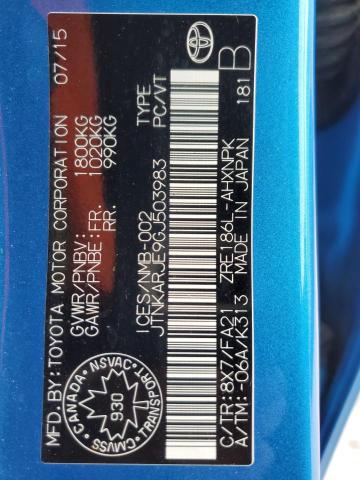 MFD.BY:TOYOTA MOTOR CORPORATION 07/15
GVWR/PNBV: 1800KG
GAWR/PNBE:FR. 1020KG
RR. 990KG
CANADA • NSVAC • TRANSPORT • CMVSS •
930
ICES/NMB-002 TYPE
JTNKARJE9GJ503983 PC/VT
C/TR:8X7/FA21 ZRE186L-AHXNPK B
A/TM:-06A/K313 MADE IN JAPAN 181